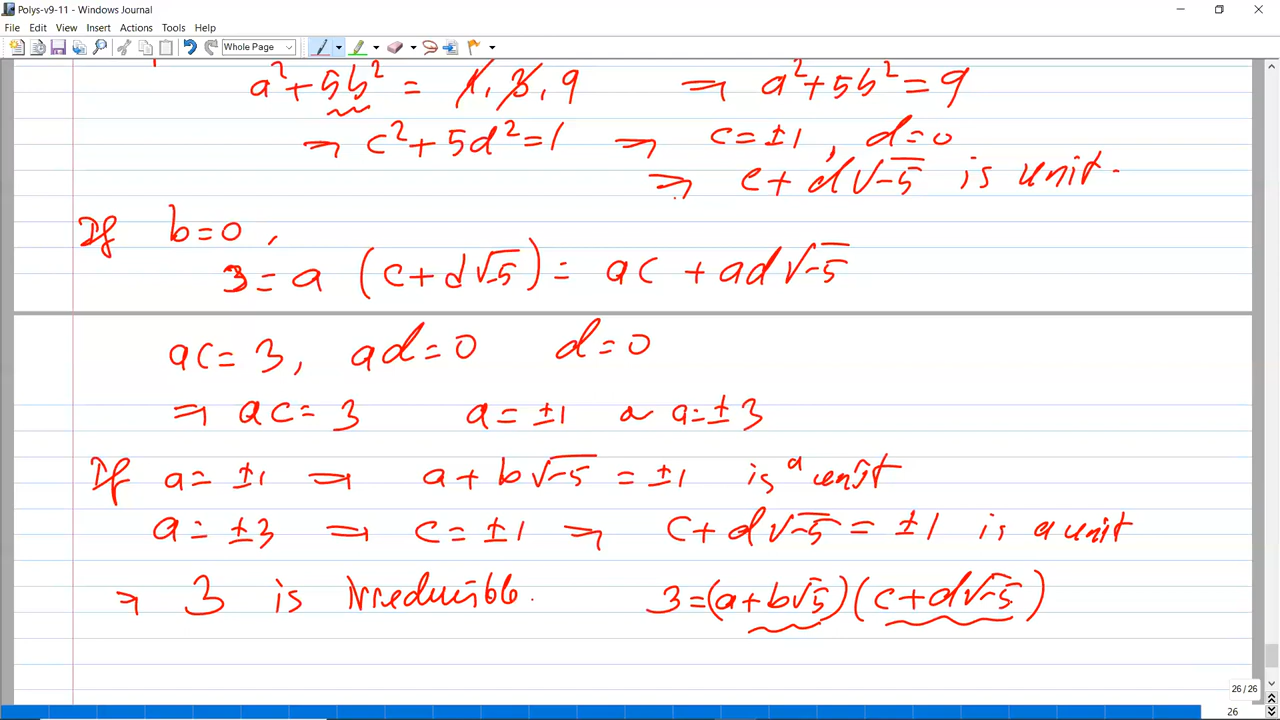 Polys-v9-11 - Windows Journal
File Edit View Insert Actions Tools Help
Whole Page
a²+5b² = 1, 3, 9 ⇒ a²+5b² = 9
⇒ c²+5d²=1 ⇒ c=±1, d=0
⇒ c+d√-5 is unit.
If b=0,
3=a (c+d√-5) = ac + ad√-5
ac=3, ad=0 d=0
⇒ ac=3 a=±1 or a=±3
If a=±1 ⇒ a+b√-5 = ±1 is a unit
a=±3 ⇒ c=±1 ⇒ c+d√-5 = ±1 is a unit
⇒ 3 is irreducible. 3=(a+b√5)(c+d√-5)
26/26
26